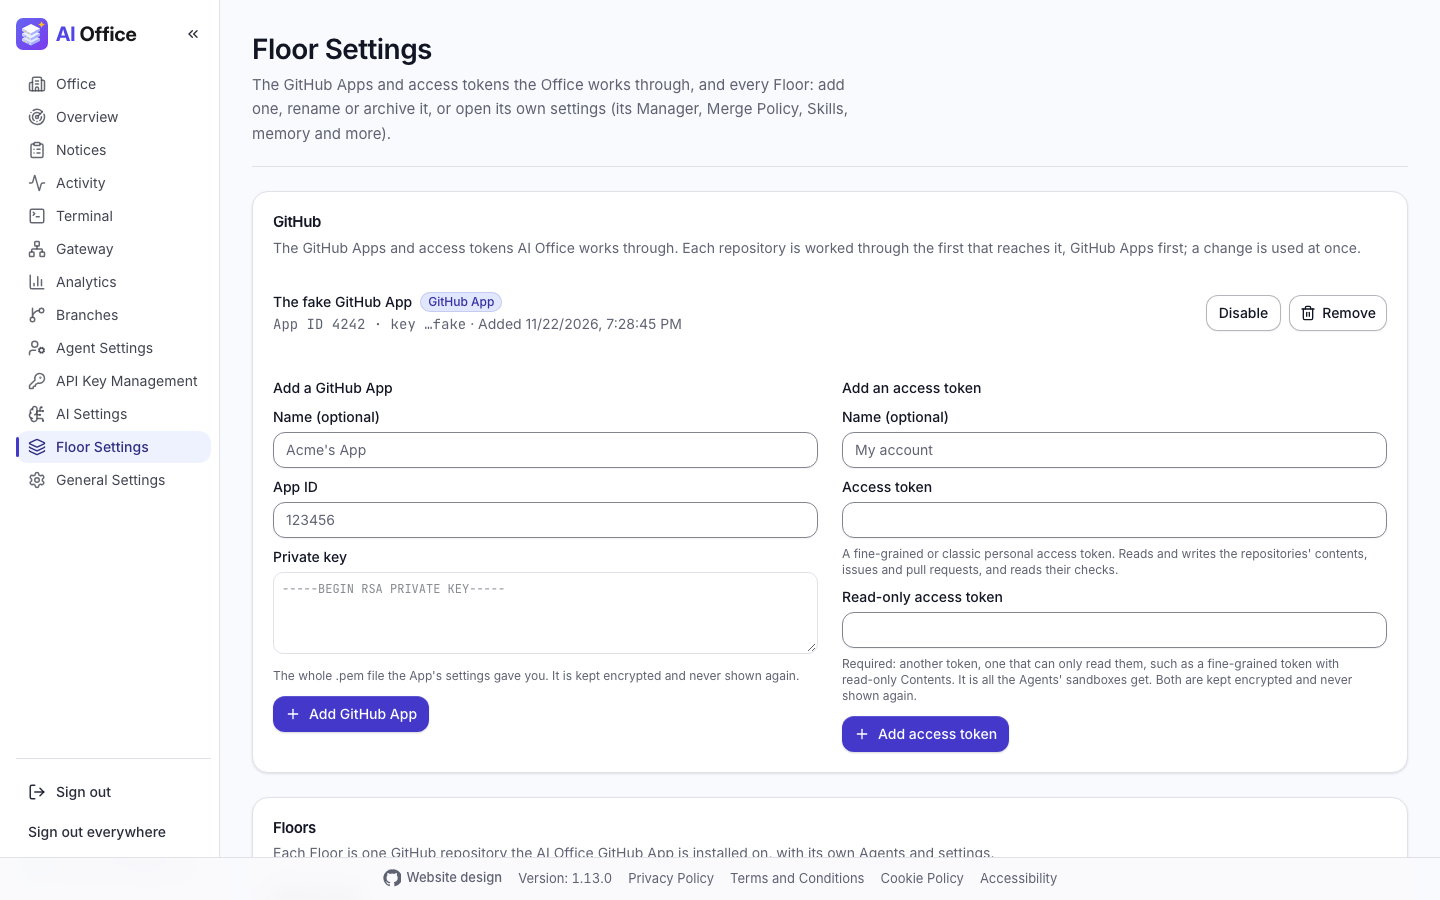 AI Office
Office
Overview
Notices
Activity
Terminal
Gateway
Analytics
Branches
Agent Settings
API Key Management
AI Settings
Floor Settings
General Settings
Sign out
Sign out everywhere
Floor Settings
The GitHub Apps and access tokens the Office works through, and every Floor: add
one, rename or archive it, or open its own settings (its Manager, Merge Policy, Skills,
memory and more).
GitHub
The GitHub Apps and access tokens AI Office works through. Each repository is worked through the first that reaches it, GitHub Apps first; a change is used at once.
The fake GitHub App GitHub App
App ID 4242 · key …fake · Added 11/22/2026, 7:28:45 PM
Disable
Remove
Add a GitHub App
Name (optional)
Acme's App
App ID
123456
Private key
-----BEGIN RSA PRIVATE KEY-----
The whole .pem file the App's settings gave you. It is kept encrypted and never shown again.
Add GitHub App
Add an access token
Name (optional)
My account
Access token
A fine-grained or classic personal access token. Reads and writes the repositories' contents,
issues and pull requests, and reads their checks.
Read-only access token
Required: another token, one that can only read them, such as a fine-grained token with
read-only Contents. It is all the Agents' sandboxes get. Both are kept encrypted and never
shown again.
Add access token
Floors
Each Floor is one GitHub repository the AI Office GitHub App is installed on, with its own Agents and settings.
Website design
Version: 1.13.0
Privacy Policy
Terms and Conditions
Cookie Policy
Accessibility